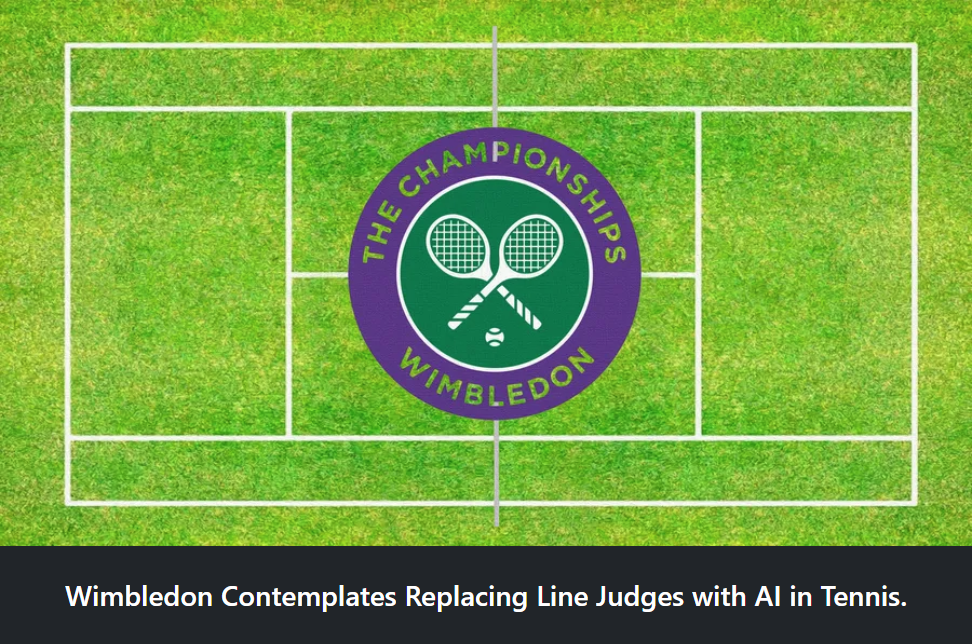 THE CHAMPIONSHIPS
WIMBLEDON
Wimbledon Contemplates Replacing Line Judges with AI in Tennis.